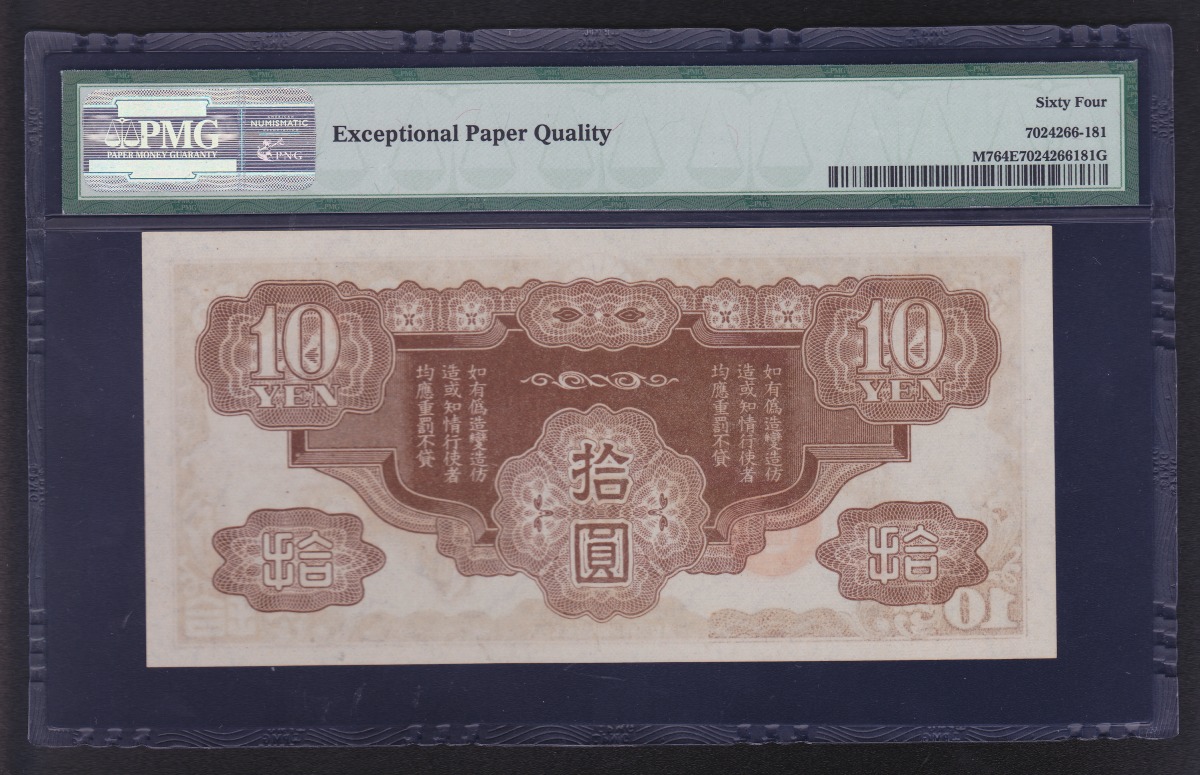 PMG
PAPER MONEY GUARANTY
NUMISMATIC
PNG
Exceptional Paper Quality
Sixty Four
7024266-181
M764E7024266181G
10
YEN
10
YEN
如有僞造變造仿
造或知情行使者
均應重罰不貸
如有僞造變造仿
造或知情行使者
均應重罰不貸
拾
圓
拾
拾
10